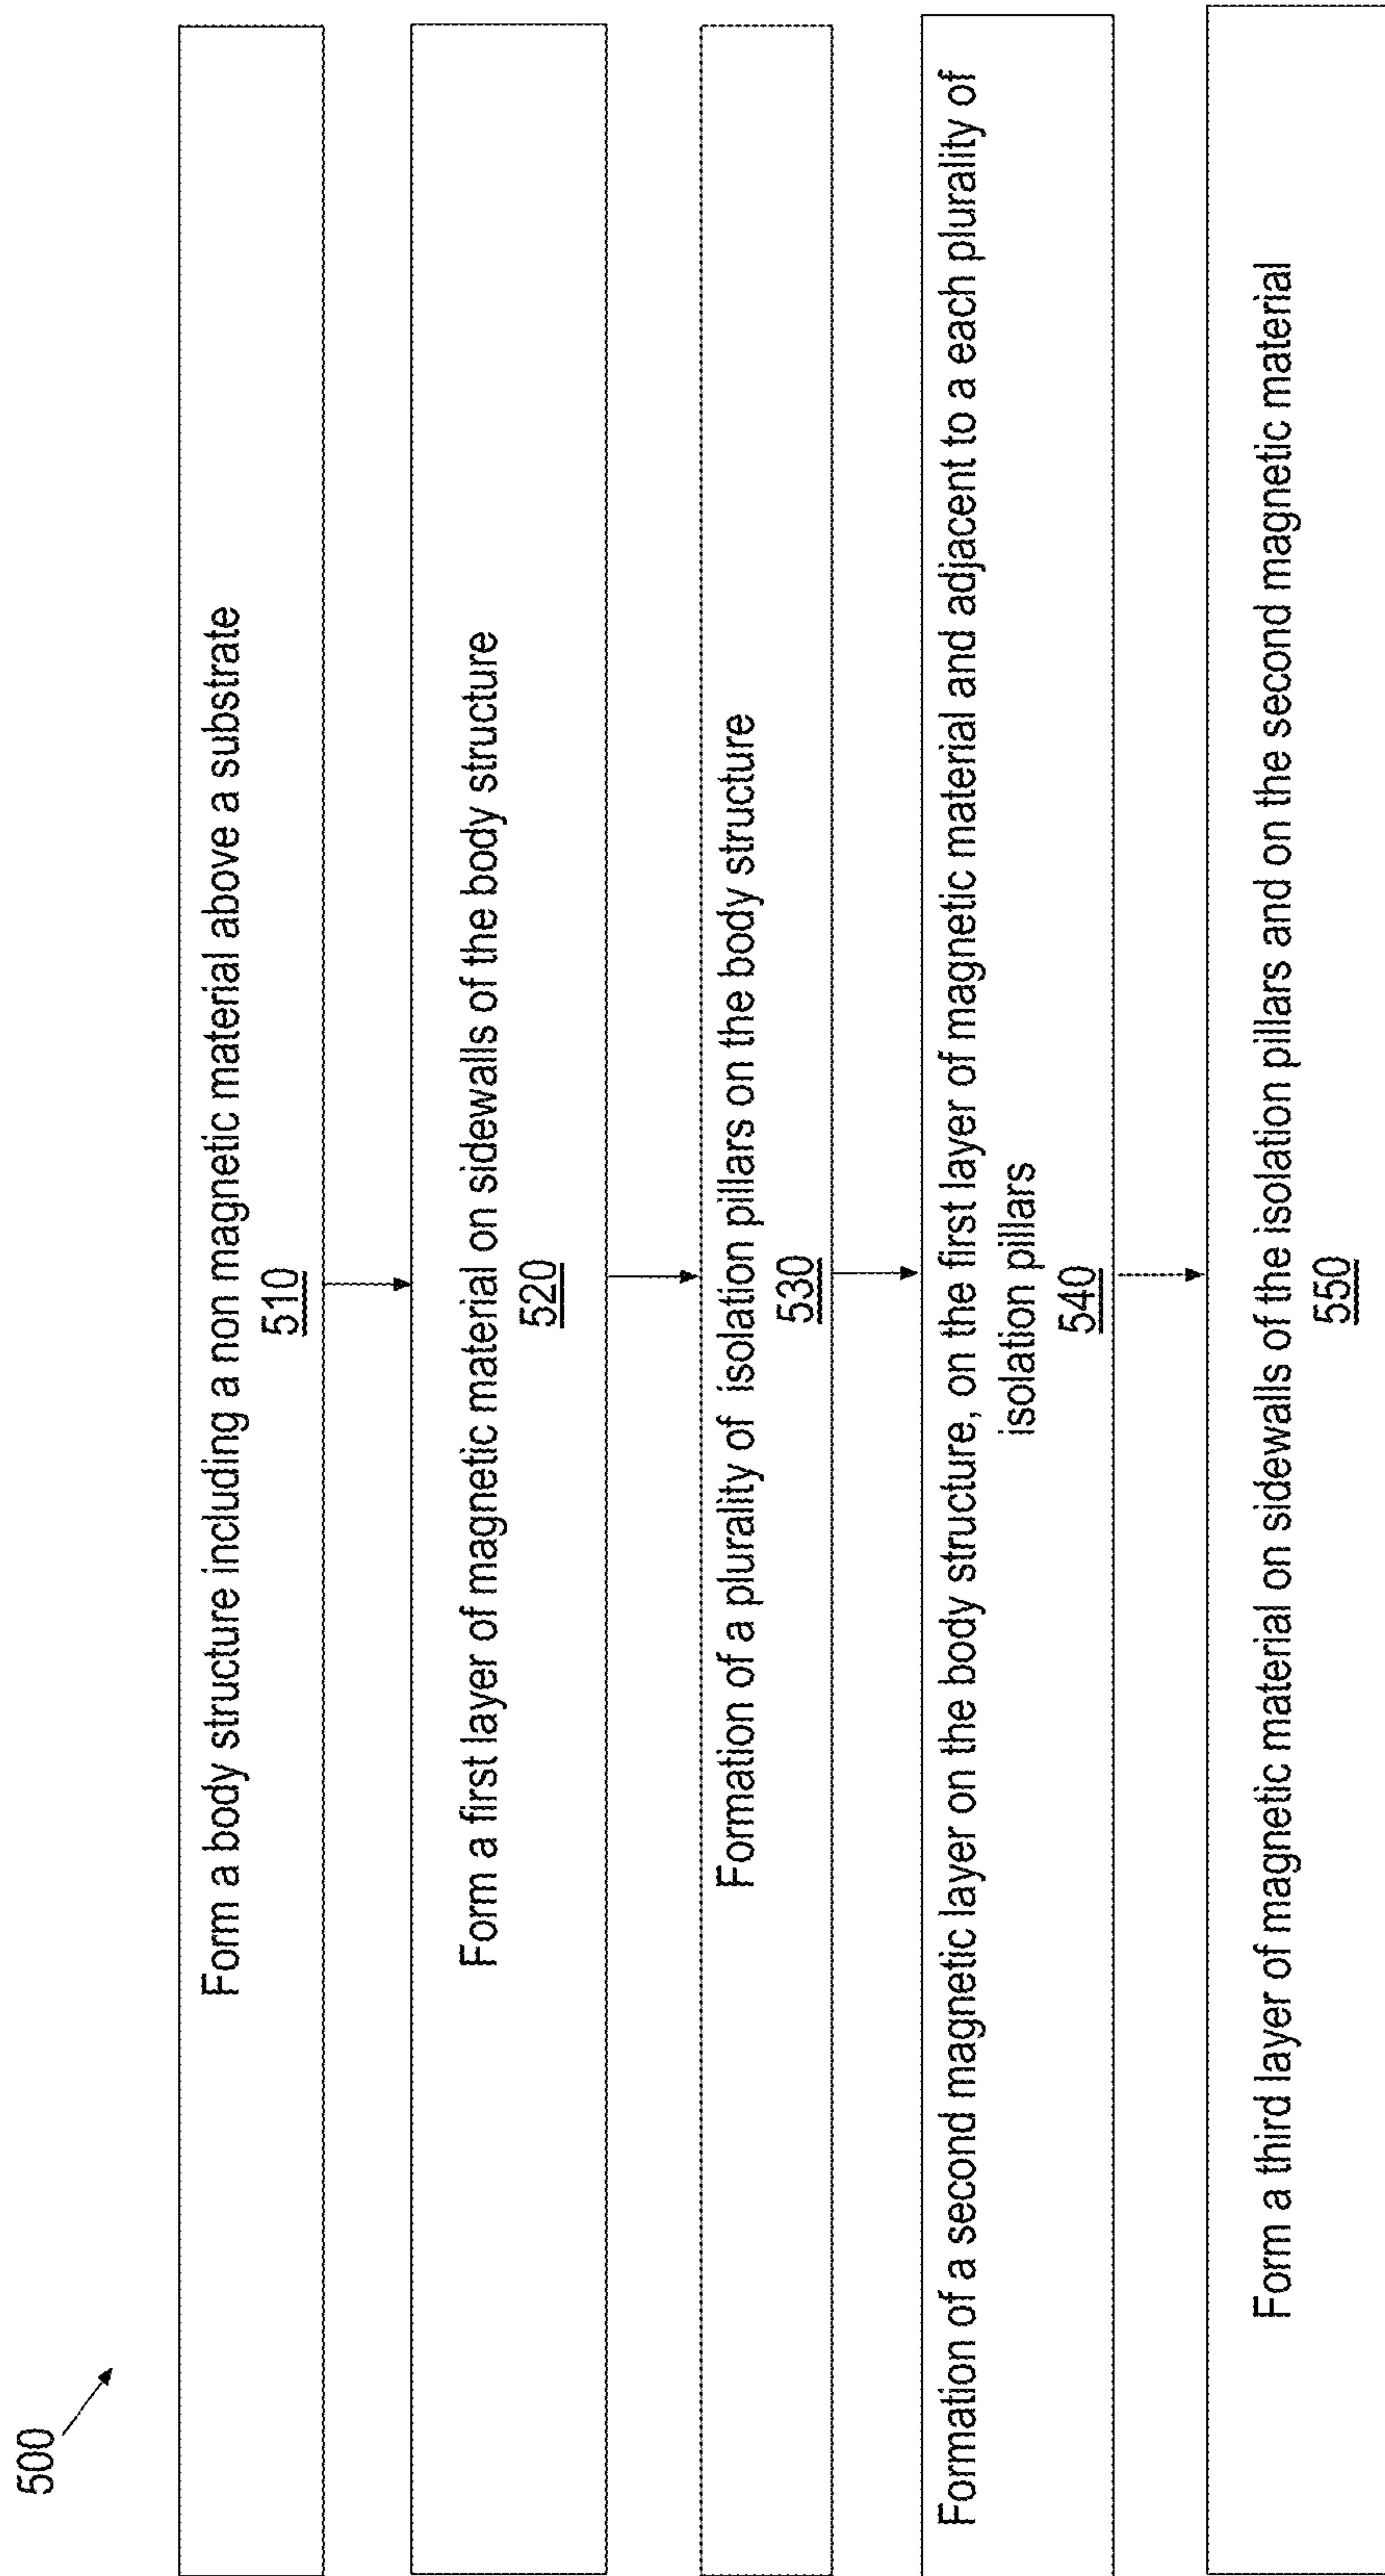 500
Form a body structure including a non magnetic material above a substrate
510
Form a first layer of magnetic material on sidewalls of the body structure
520
Formation of a plurality of isolation pillars on the body structure
530
Formation of a second magnetic layer on the body structure, on the first layer of magnetic material and adjacent to a each plurality of
isolation pillars
540
Form a third layer of magnetic material on sidewalls of the isolation pillars and on the second magnetic material
550